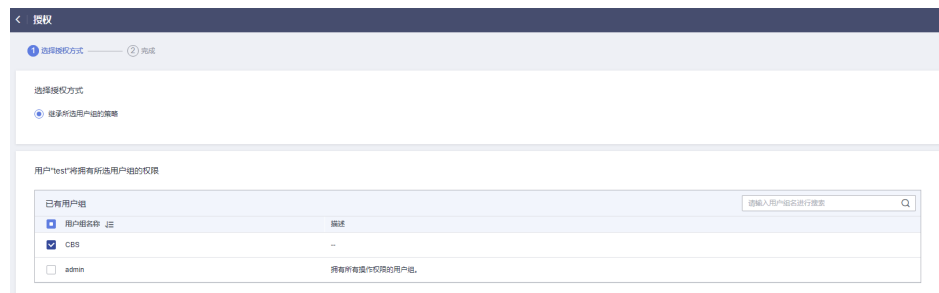 授权
1 选择授权方式 2 完成
选择授权方式
继承所选用户组的策略
用户"test"将拥有所选用户组的权限
已有用户组 请输入用户组名进行搜索
用户组名称 描述
CBS --
admin 拥有所有操作权限的用户组。